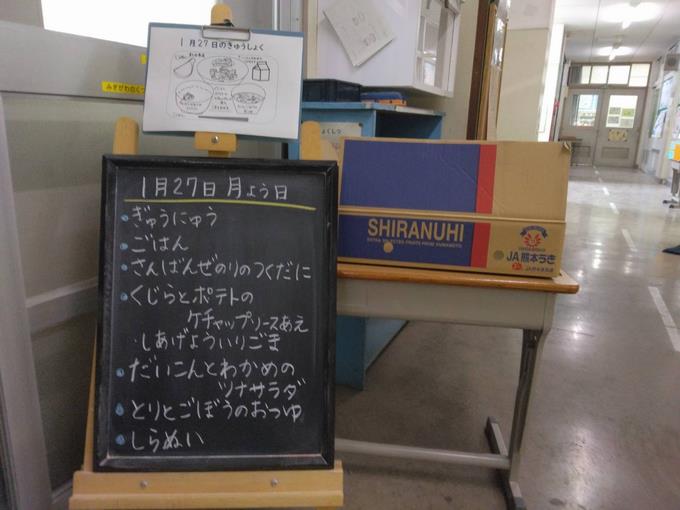 1月27日のきゅうしょく
1月27日 月よう日
ぎゅうにゅう
ごはん
さんばんぜのりのつくだに
くじらとポテトの
ケチャップソースあえ
・しあげよういりごま
だいこんとわかめの
ツナサラダ
とりとごぼうのおつゆ
しらぬい
SHIRANUHI
EXTRA SELECTED FRUITS FROM KUMAMOTO
JA熊本うき